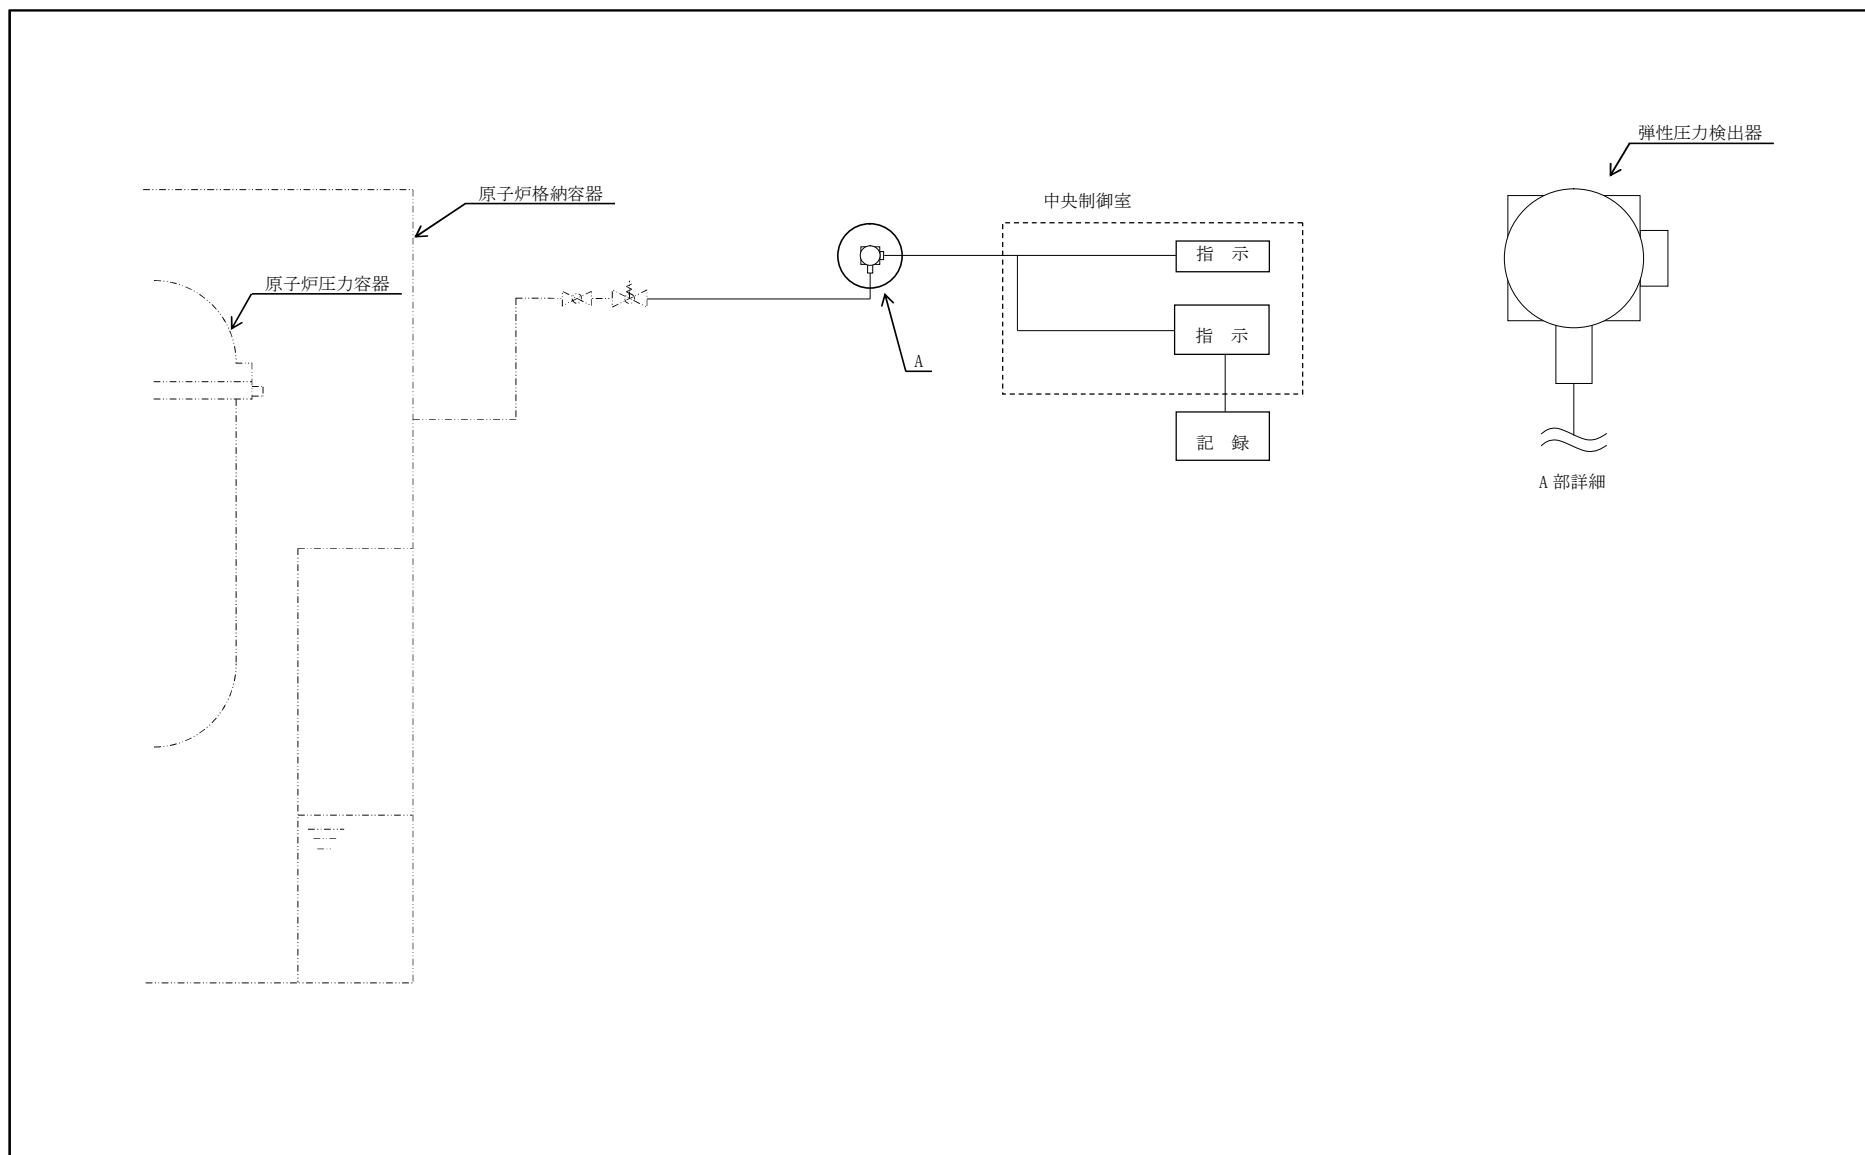 弾性圧力検出器
原子炉格納容器
中央制御室
指 示
原子炉圧力容器
指 示
A
記 録
A 部詳細